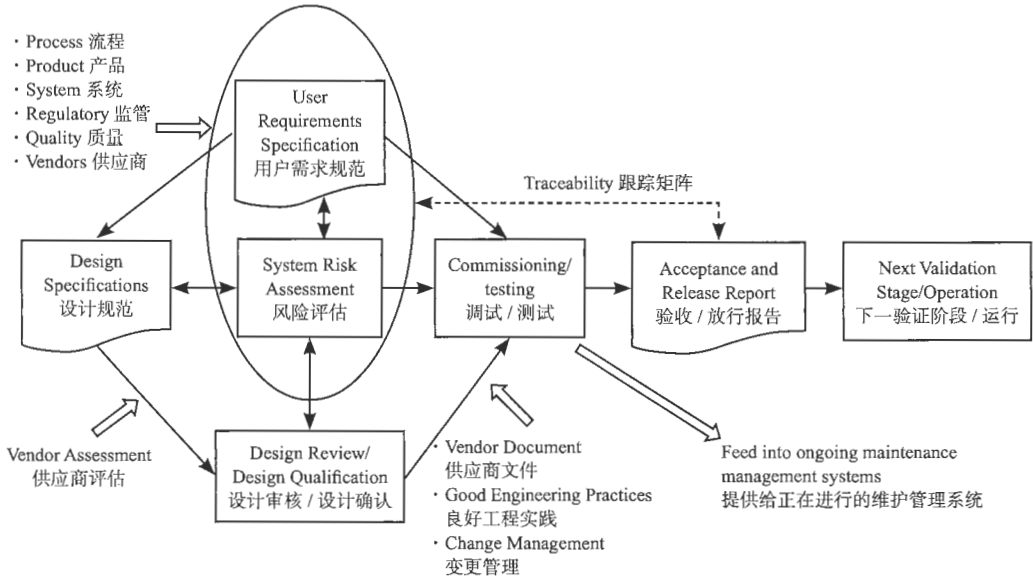 · Process 流程
· Product 产品
· System 系统
· Regulatory 监管
· Quality 质量
· Vendors 供应商
User
Requirements
Specification
用户需求规范
Traceability 跟踪矩阵
Design
Specifications
设计规范
System Risk
Assessment
风险评估
Commissioning/
testing
调试 / 测试
Acceptance and
Release Report
验收 / 放行报告
Next Validation
Stage/Operation
下一验证阶段 / 运行
Vendor Assessment
供应商评估
Design Review/
Design Qualification
设计审核 / 设计确认
· Vendor Document
供应商文件
· Good Engineering Practices
良好工程实践
· Change Management
变更管理
Feed into ongoing maintenance
management systems
提供给正在进行的维护管理系统